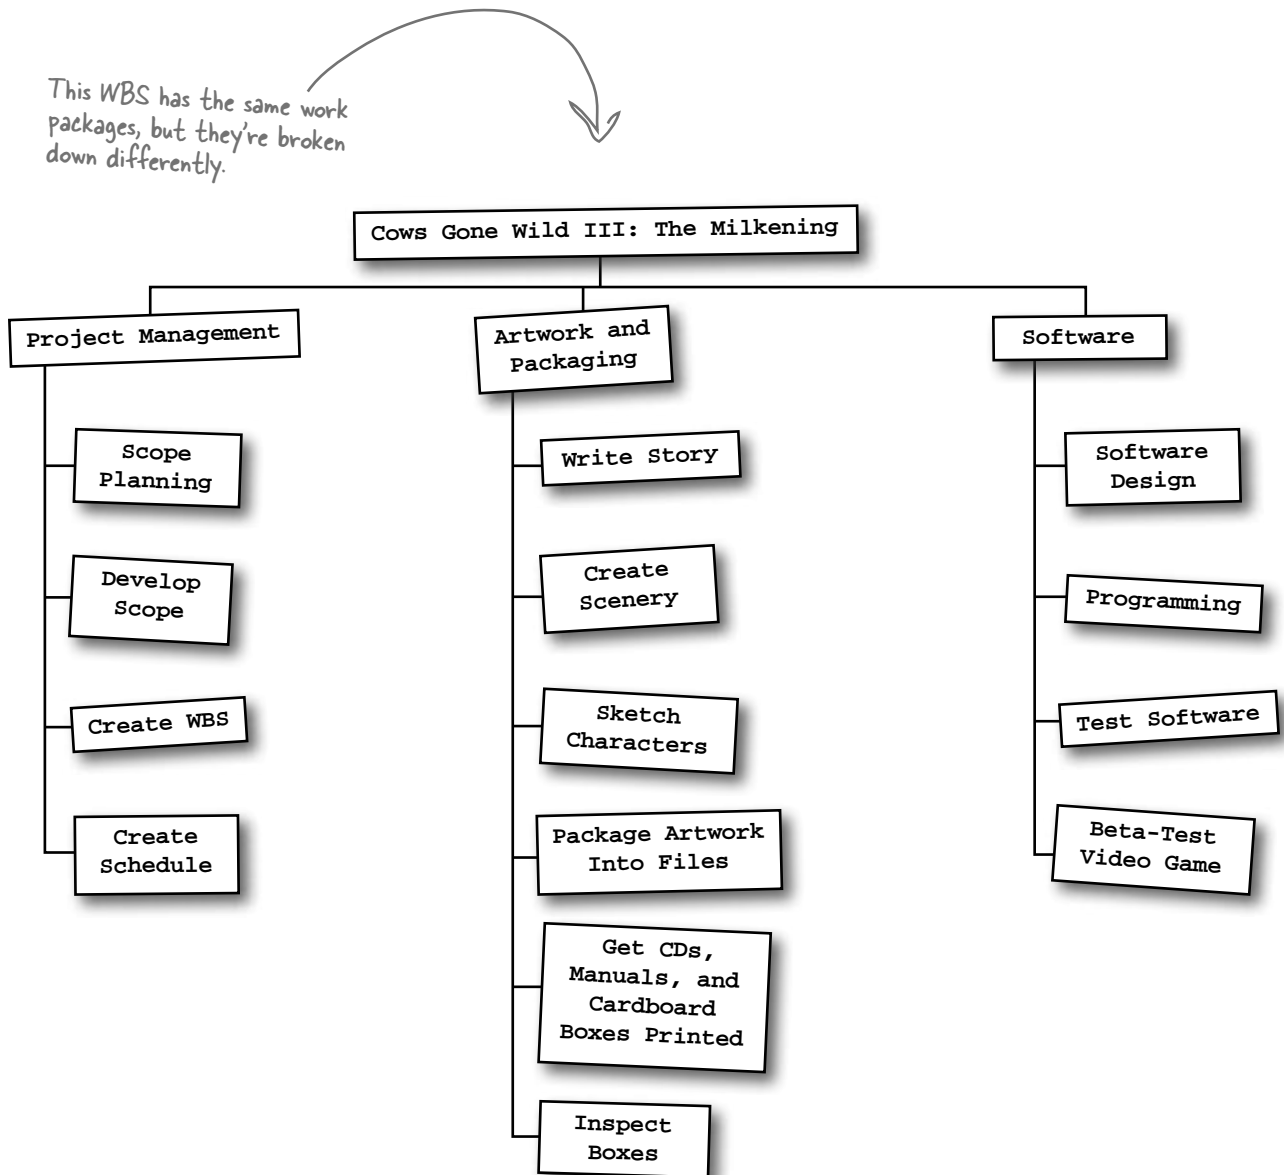 This WBS has the same work
packages, but they're broken
down differently.
Cows Gone Wild III: The Milkening
Project Management
Scope
Planning
Develop
Scope
Create WBS
Create
Schedule
Artwork and
Packaging
Write Story
Create
Scenery
Sketch
Characters
Package Artwork
Into Files
Get CDs,
Manuals, and
Cardboard
Boxes Printed
Inspect
Boxes
Software
Software
Design
Programming
Test Software
Beta-Test
Video Game